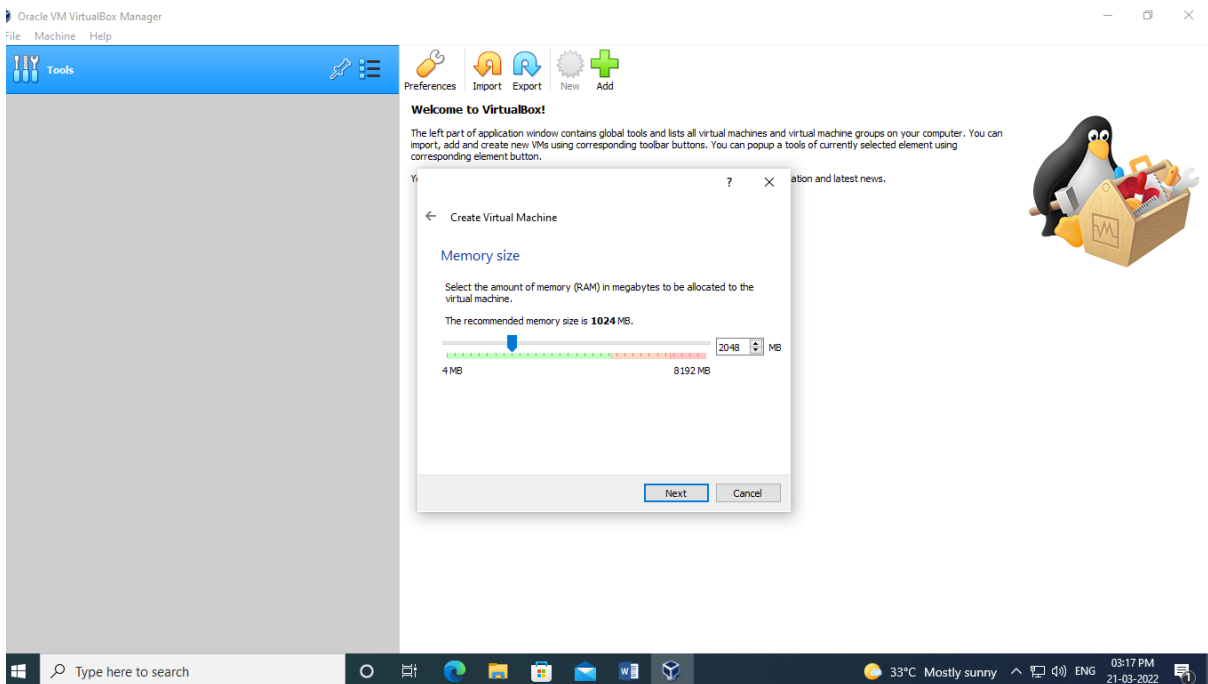 Oracle VM VirtualBox Manager
File Machine Help
Tools
Preferences Import Export New Add
Welcome to VirtualBox!
The left part of application window contains global tools and lists all virtual machines and virtual machine groups on your computer. You can
import, add and create new VMs using corresponding toolbar buttons. You can popup a tools of currently selected element using
corresponding element button.
ation and latest news.
?
Create Virtual Machine
Memory size
Select the amount of memory (RAM) in megabytes to be allocated to the
virtual machine.
The recommended memory size is 1024 MB.
2048 MB
4 MB 8192 MB
Next Cancel
Type here to search
33°C Mostly sunny ENG 03:17 PM
21-03-2022
1